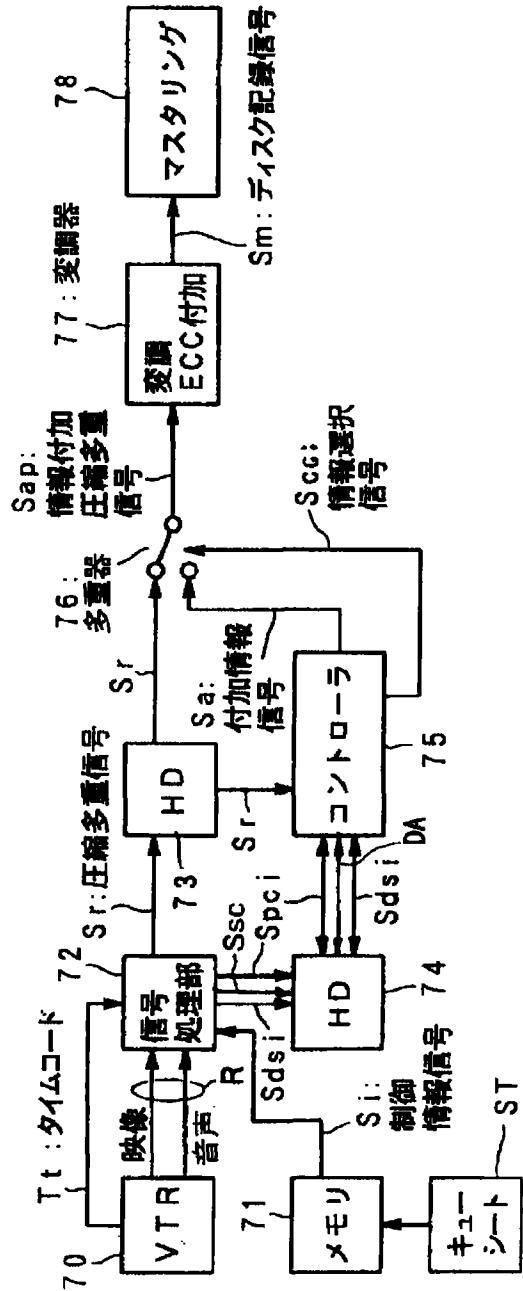 70
VTR
Tt：タイムコード
映像
音声
R
72
信号
処理部
Sr：圧縮多重信号
HD
73
Sr
Sr
76：
多重器
Sap：
情報付加
圧縮多重
信号
77：変調器
変調
ECC付加
Sm：ディスク記録信号
78
マスタリング
Ssc
Spci
Sdsi
HD
74
Spci
DA
Sdsi
コントローラ
75
Sa：
付加情報
信号
Scc：
情報選択
信号
71
メモリ
Si：
制御
情報信号
キュー
シート
ST